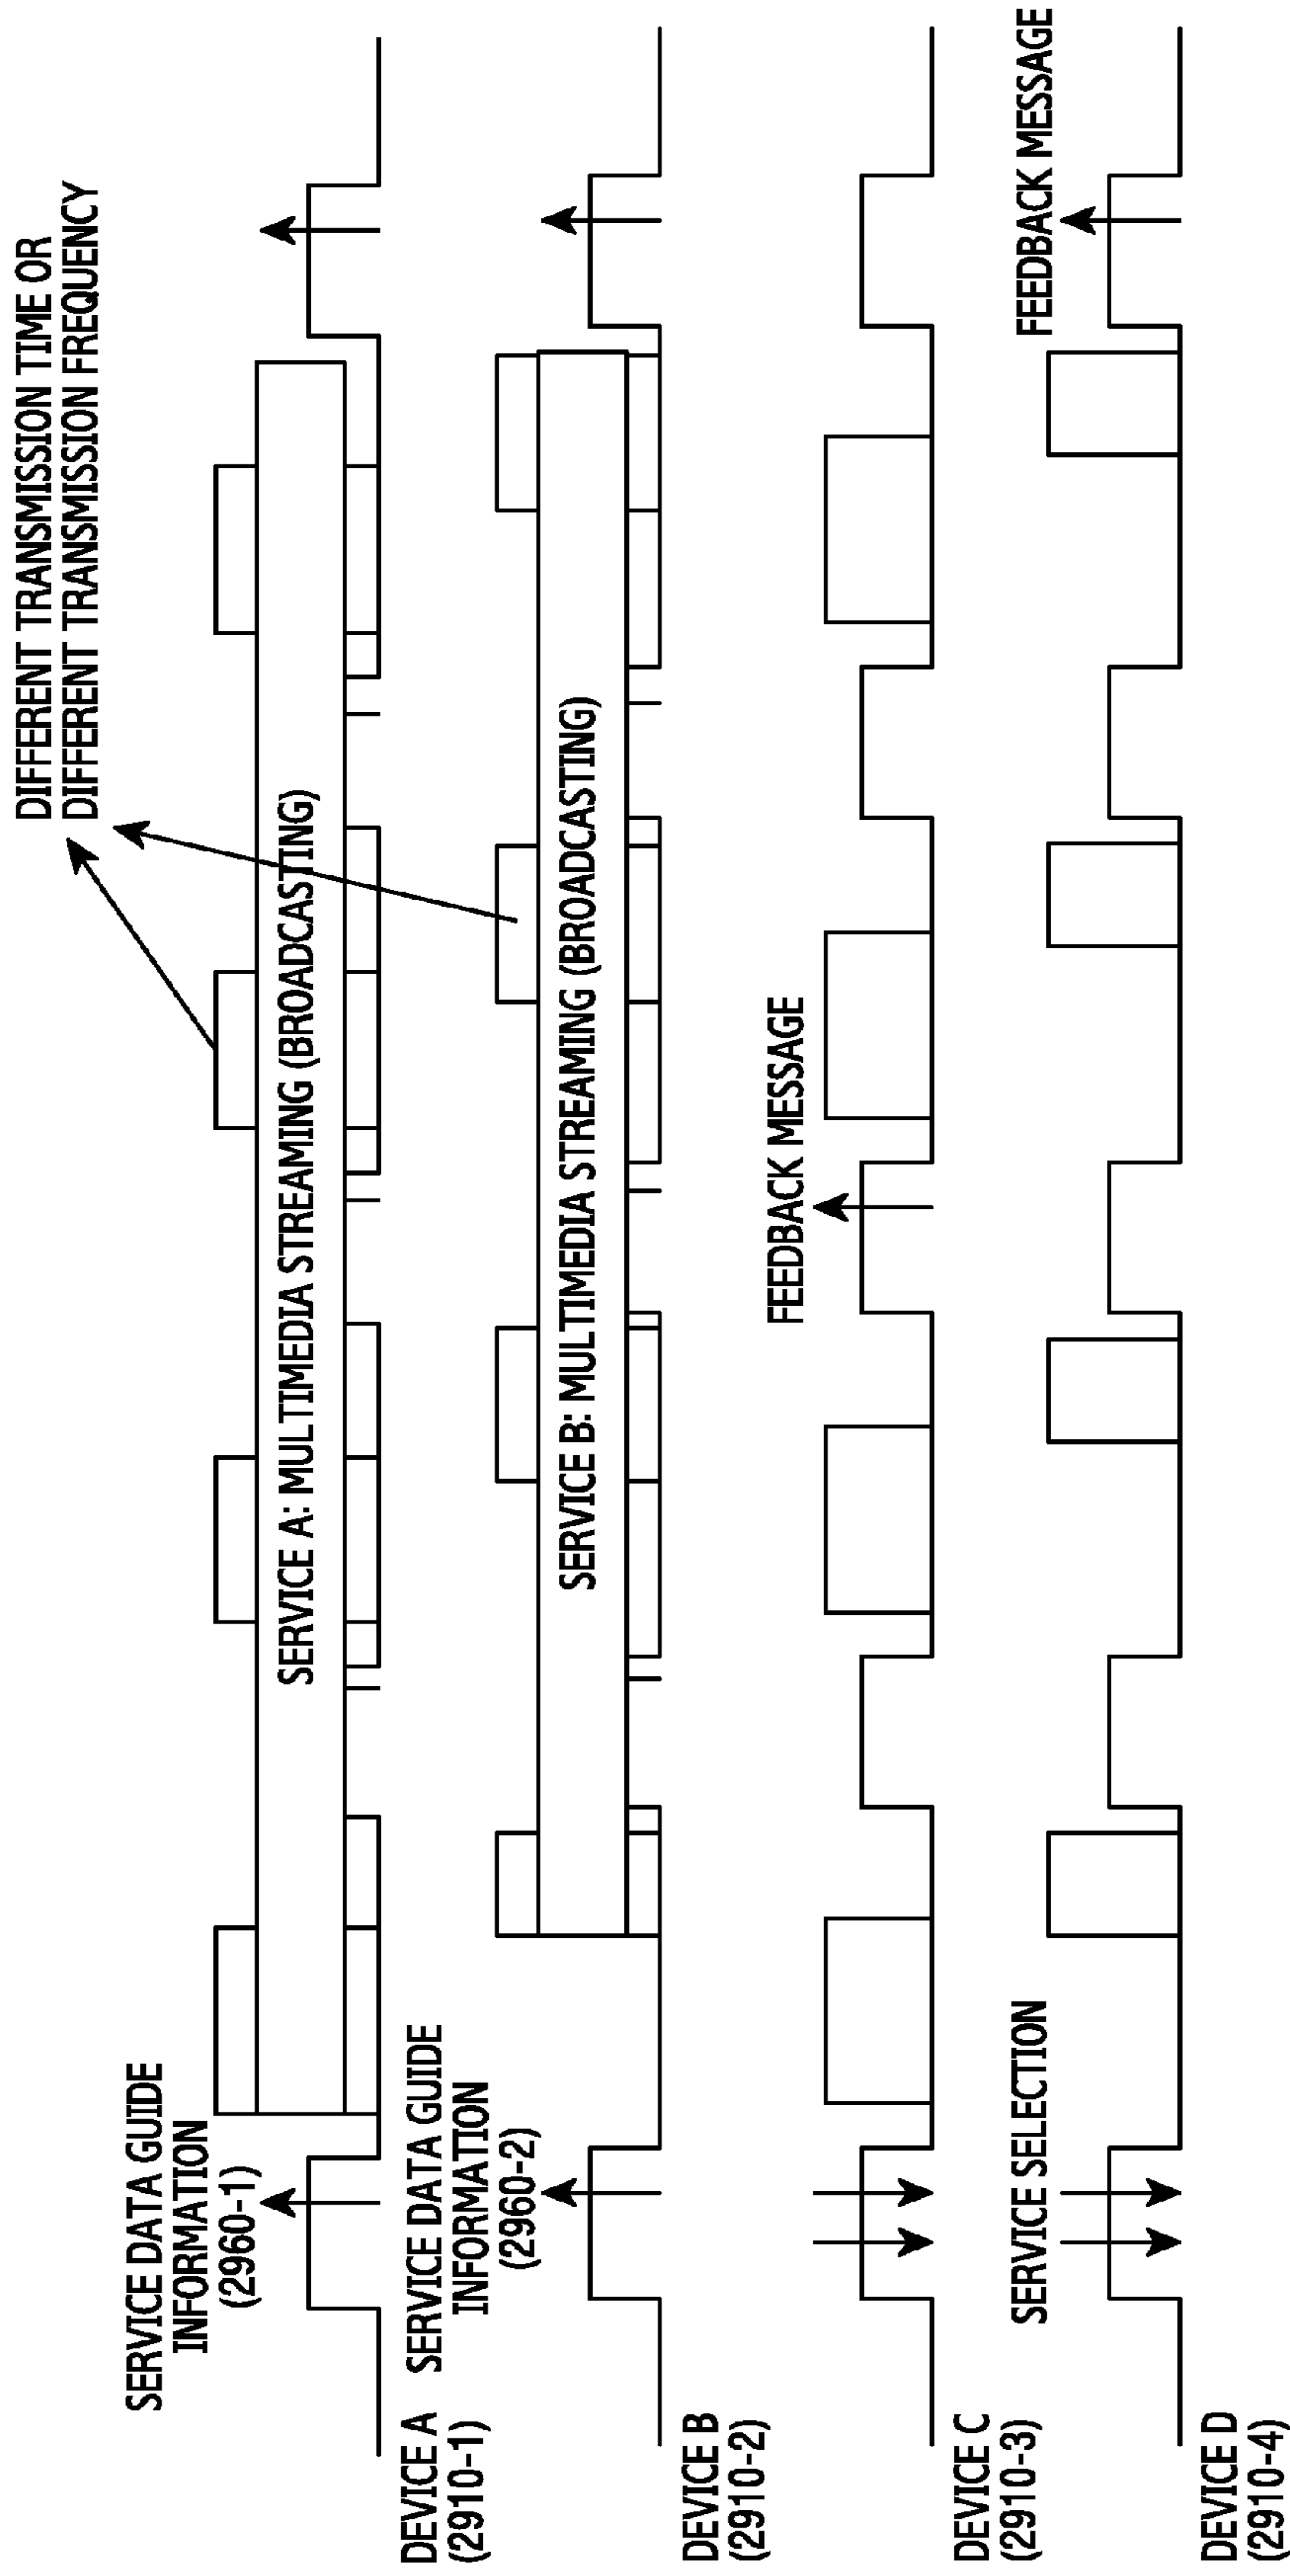 DIFFERENT TRANSMISSION TIME OR
DIFFERENT TRANSMISSION FREQUENCY
SERVICE DATA GUIDE
INFORMATION
(2960-1)
SERVICE A: MULTIMEDIA STREAMING (BROADCASTING)
DEVICE A
(2910-1)
SERVICE DATA GUIDE
INFORMATION
(2960-2)
SERVICE B: MULTIMEDIA STREAMING (BROADCASTING)
DEVICE B
(2910-2)
FEEDBACK MESSAGE
DEVICE C
(2910-3)
SERVICE SELECTION
FEEDBACK MESSAGE
DEVICE D
(2910-4)